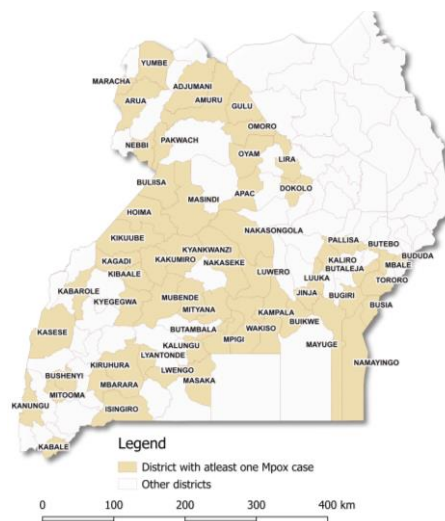 YUMBE
MARACHA
ADJUMANI
ARUA
AMURU
GULU
OMORO
NEBBI
PAKWACH
OYAM
LIRA
BULIISA
APAC
DOKOLO
MASINDI
HOIMA
NAKASONGOLA
KIKUUBE
PALLISA
BUTEBO
KYANKWANZI
BUDUDA
KAGADI
KAKUMIRO
NAKASEKE
KALIRO
MBALE
KIBAALE
LUWERO
BUTALEJA
LUUKA
TORORO
KABAROLE
KYEGEGWA
MUBENDE
JINJA
BUGIRI
MITYANA
KAMPALA
BUSIA
KASESE
BUTAMBALA
WAKISO
BUIKWE
KALUNGU
MPIGI
MAYUGE
LYANTONDE
KIRUHURA
NAMAYINGO
BUSHENYI
LWENGO
MITOOMA
MBARARA
MASAKA
KANUNGU
ISINGIRO
KABALE
Legend
District with atleast one Mpox case
Other districts
0 100 200 300 400 km